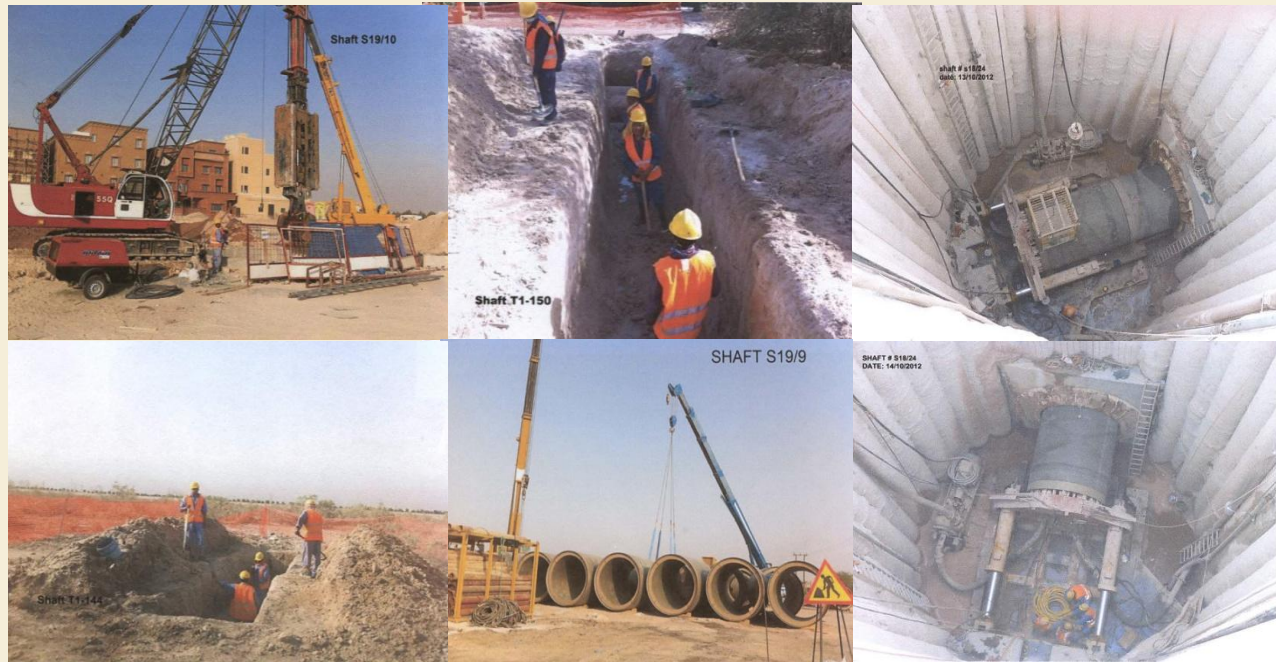 Shaft S19/10
55Q
Shaft T1-150
shaft # s18/24
date: 13/10/2012
Shaft T1-144
SHAFT S19/9
SHAFT # S18/24
DATE: 14/10/2012